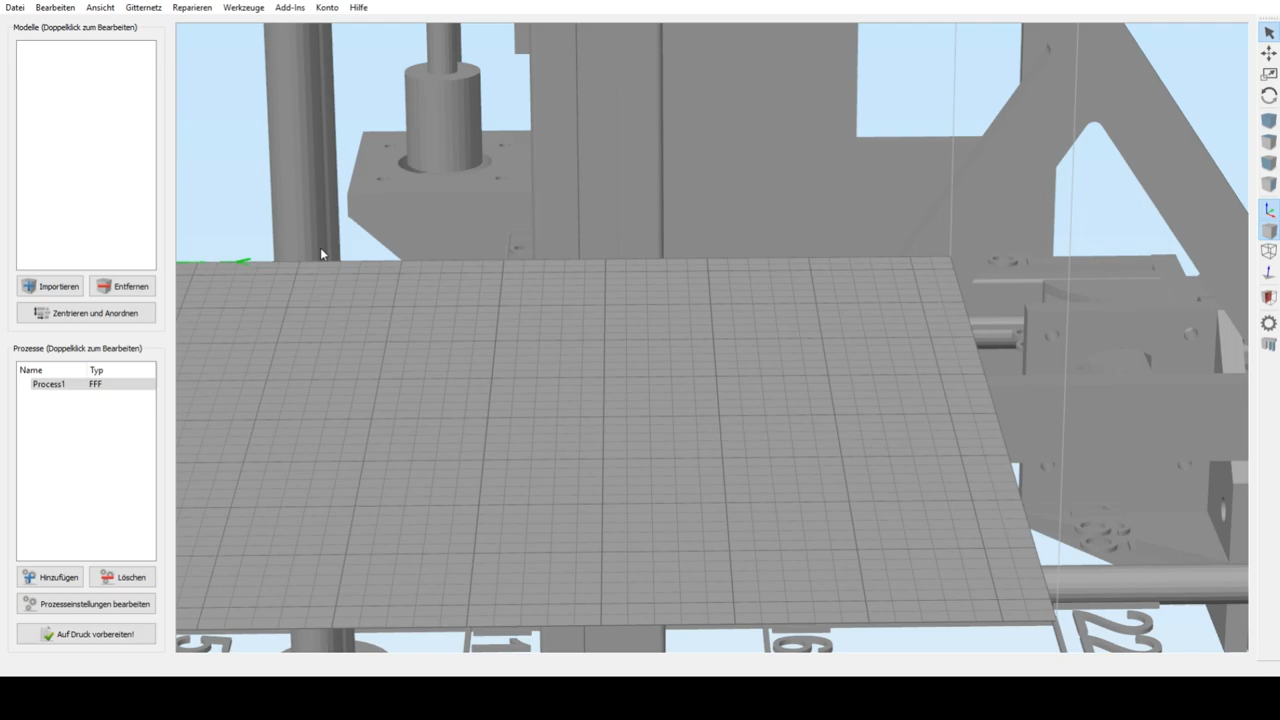 Datei Bearbeiten Ansicht Gitternetz Reparieren Werkzeuge Add-Ins Konto Hilfe
Modelle (Doppelklick zum Bearbeiten)
Importieren Entfernen
Zentrieren und Anordnen
Prozesse (Doppelklick zum Bearbeiten)
Name Typ
Process1 FFF
Hinzufügen Löschen
Prozesseinstellungen bearbeiten
Auf Druck vorbereiten!
22